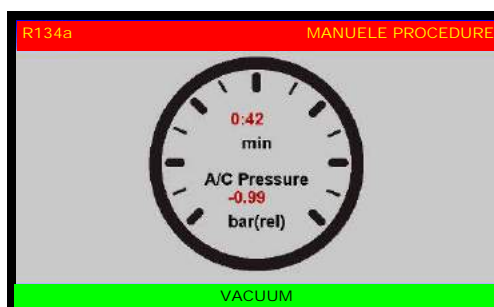 R134a MANUELE PROCEDURE
0:42
min
A/C Pressure
-0.99
bar(rel)
VACUUM